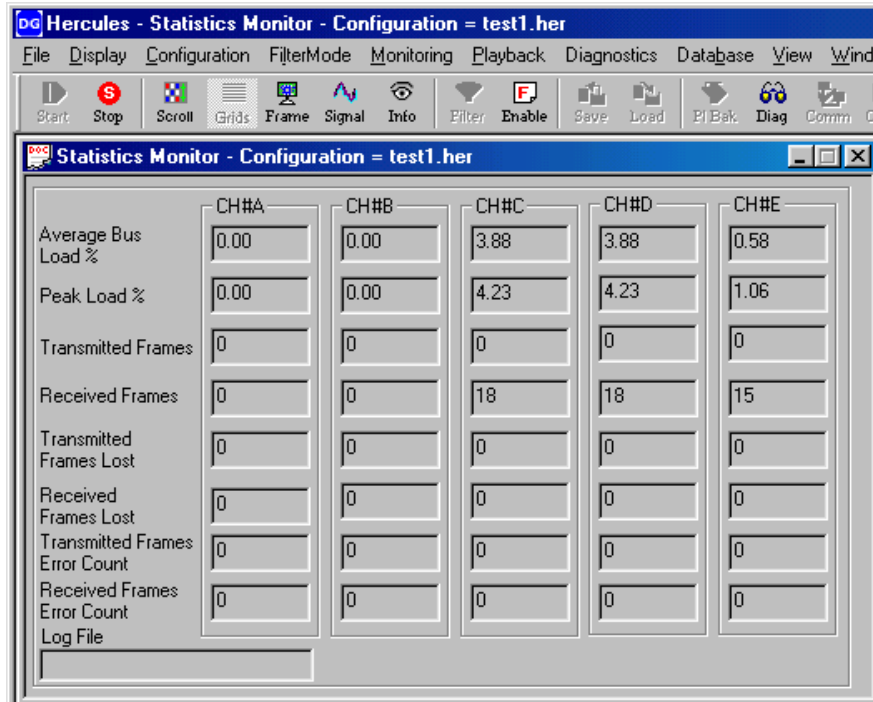 DG Hercules - Statistics Monitor - Configuration = test1.her
File Display Configuration FilterMode Monitoring Playback Diagnostics DataBase View Wind
Start Stop Scroll Grids Frame Signal Info Filter Enable Save Load Pl Bak Diag Comm
DOC Statistics Monitor - Configuration = test1.her
CH#A CH#B CH#C CH#D CH#E
Average Bus
Load % 0.00 0.00 3.88 3.88 0.58
Peak Load % 0.00 0.00 4.23 4.23 1.06
Transmitted Frames 0 0 0 0 0
Received Frames 0 0 18 18 15
Transmitted
Frames Lost 0 0 0 0 0
Received
Frames Lost 0 0 0 0 0
Transmitted Frames
Error Count 0 0 0 0 0
Received Frames
Error Count 0 0 0 0 0
Log File